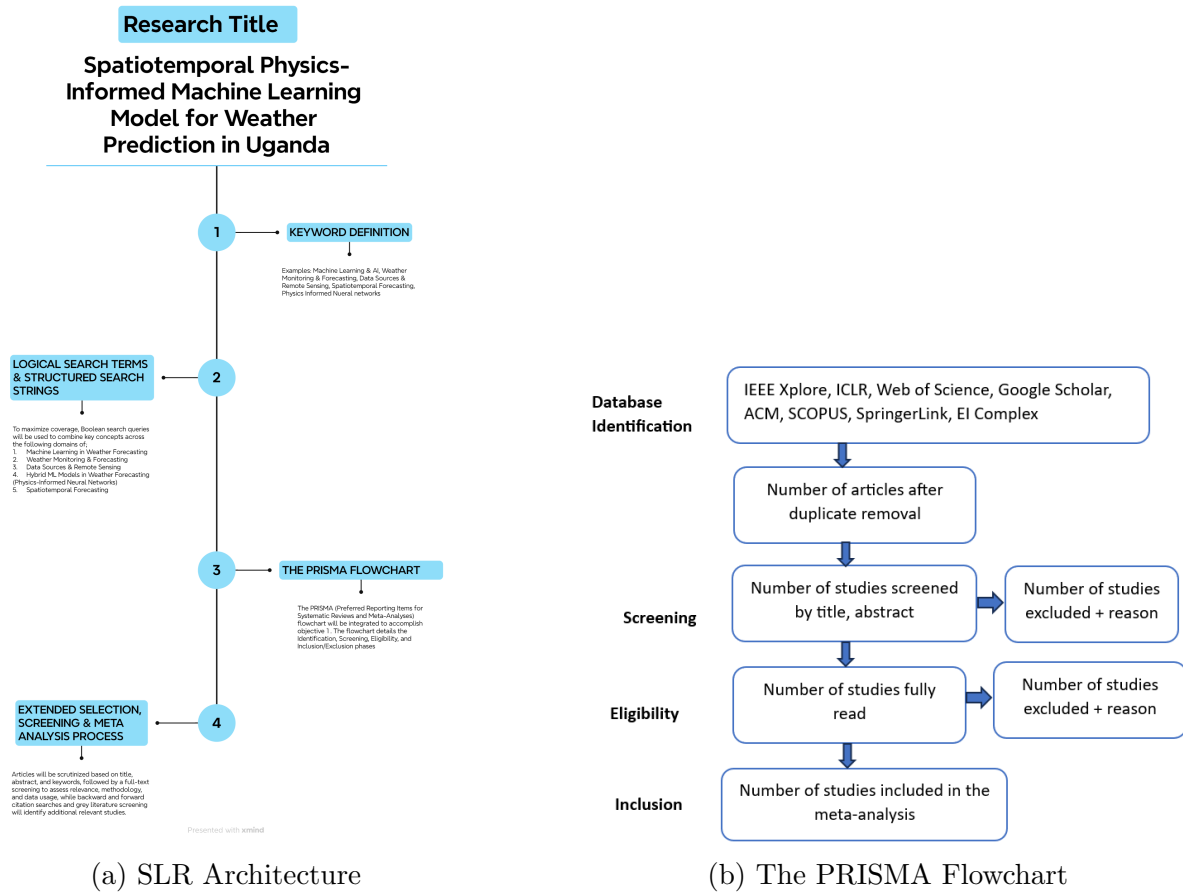 Research Title
Spatiotemporal Physics-
Informed Machine Learning
Model for Weather
Prediction in Uganda
1
KEYWORD DEFINITION
Examples: Machine Learning & AI, Weather
Monitoring & Forecasting, Data Sources &
Remote Sensing, Spatiotemporal Forecasting,
Physics Informed Nueral networks
LOGICAL SEARCH TERMS
& STRUCTURED SEARCH
STRINGS
2
To maximize coverage, Boolean search queries
will be used to combine key concepts across
the following domains of;
1. Machine Learning in Weather Forecasting
2. Weather Monitoring & Forecasting
3. Data Sources & Remote Sensing
4. Hybrid ML Models in Weather Forecasting
(Physics-Informed Neural Networks)
5. Spatiotemporal Forecasting
3
THE PRISMA FLOWCHART
The PRISMA (Preferred Reporting Items for
Systematic Reviews and Meta-Analyses)
flowchart will be integrated to accomplish
objective 1. The flowchart details the
Identification, Screening, Eligibility, and
Inclusion/Exclusion phases
EXTENDED SELECTION,
SCREENING & META
ANALYSIS PROCESS
4
Articles will be scrutinized based on title,
abstract, and keywords, followed by a full-text
screening to assess relevance, methodology,
and data usage, while backward and forward
citation searches and grey literature screening
will identify additional relevant studies.
Presented with xmind
(a) SLR Architecture
Database
Identification
IEEE Xplore, ICLR, Web of Science, Google Scholar,
ACM, SCOPUS, SpringerLink, EI Complex
Number of articles after
duplicate removal
Screening
Number of studies screened
by title, abstract
Number of studies
excluded + reason
Eligibility
Number of studies fully
read
Number of studies
excluded + reason
Inclusion
Number of studies included in the
meta-analysis
(b) The PRISMA Flowchart